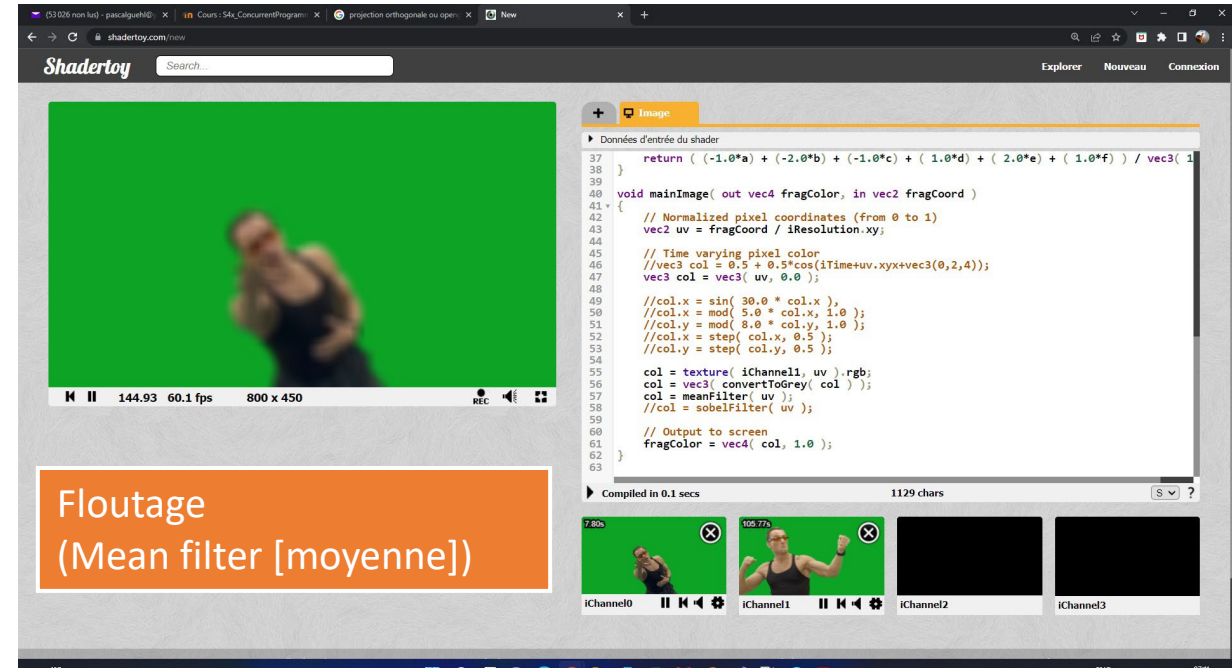 (53 026 non lus) - pascalguehl@
Cours : S4x_ConcurrentProgramm
projection orthogonale ou open
New
shadertoy.com/new
Shadertoy
Search...
Explorer Nouveau Connexion
Image
Données d'entrée du shader
37 return ( (-1.0*a) + (-2.0*b) + (-1.0*c) + ( 1.0*d) + ( 2.0*e) + ( 1.0*f) ) / vec3( 1
38 }
39
40 void mainImage( out vec4 fragColor, in vec2 fragCoord )
41 {
42 // Normalized pixel coordinates (from 0 to 1)
43 vec2 uv = fragCoord / iResolution.xy;
44
45 // Time varying pixel color
46 //vec3 col = 0.5 + 0.5*cos(iTime+uv.xyx+vec3(0,2,4));
47 vec3 col = vec3( uv, 0.0 );
48
49 //col.x = sin( 30.0 * col.x ),
50 //col.x = mod( 5.0 * col.x, 1.0 );
51 //col.y = mod( 8.0 * col.y, 1.0 );
52 //col.x = step( col.x, 0.5 );
53 //col.y = step( col.y, 0.5 );
54
55 col = texture( iChannel1, uv ).rgb;
56 col = vec3( convertToGrey( col ) );
57 col = meanFilter( uv );
58 //col = sobelFilter( uv );
59
60 // Output to screen
61 fragColor = vec4( col, 1.0 );
62 }
63
144.93 60.1 fps 800 x 450
REC
Compiled in 0.1 secs 1129 chars S ?
Floutage
(Mean filter [moyenne])
7.80s
105.77s
iChannel0
iChannel1
iChannel2
iChannel3